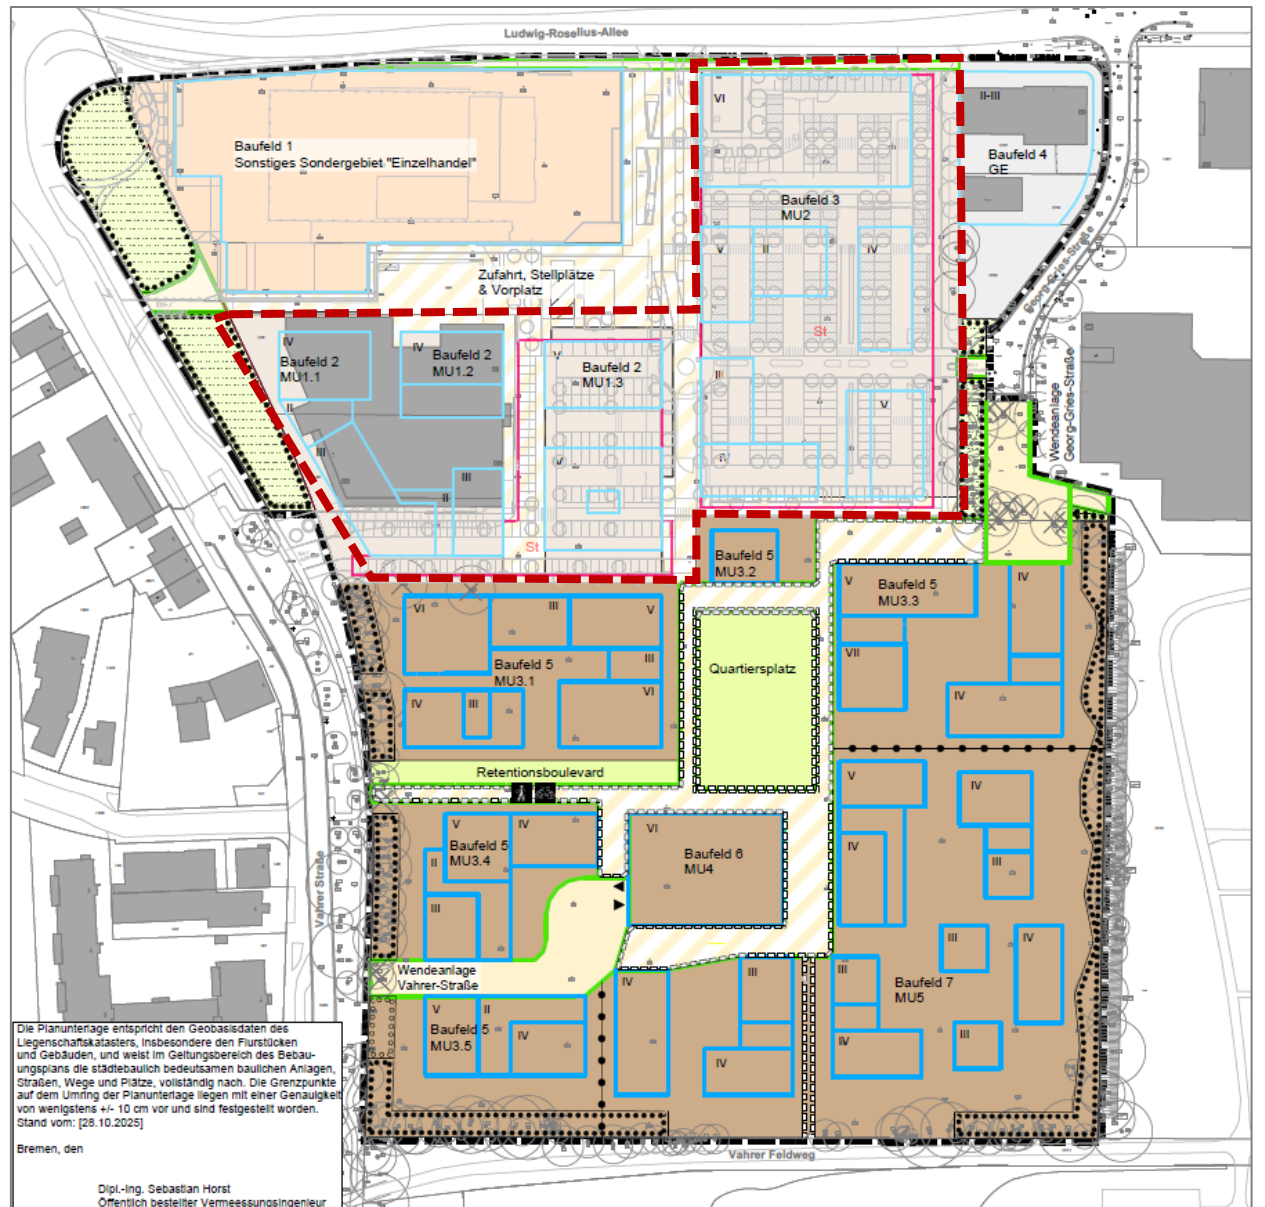 Ludwig-Roselius-Allee
VI
II-III
Baufeld 1
Sonstiges Sondergebiet "Einzelhandel"
Baufeld 4
GE
Baufeld 3
MU2
V
II
IV
Georg-Gries-Straße
Zufahrt, Stellplätze
& Vorplatz
St
IV
Baufeld 2
MU1.1
IV
Baufeld 2
MU1.2
V
Baufeld 2
MU1.3
Wendeanlage
Georg-Gries-Straße
III
V
II
III
III
II
V
IV
St
Baufeld 5
MU3.2
V
Baufeld 5
MU3.3
IV
VI
III
V
Baufeld 5
MU3.1
III
VII
Quartiersplatz
IV
III
VI
IV
Retentionsboulevard
V
IV
V
Baufeld 5
MU3.4
IV
VI
Baufeld 6
MU4
IV
III
II
III
Vahrer Straße
III
IV
Wendeanlage
Vahrer-Straße
IV
III
III
Baufeld 7
MU5
V
Baufeld 5
MU3.5
II
IV
IV
IV
III
Die Planunterlage entspricht den Geobasisdaten des
Liegenschaftskatasters, insbesondere den Flurstücken
und Gebäuden, und weist im Geltungsbereich des Bebau-
ungsplans die städtebaulich bedeutsamen baulichen Anlagen,
Straßen, Wege und Plätze, vollständig nach. Die Grenzpunkte
auf dem Umring der Planunterlage liegen mit einer Genauigkeit
von wenigstens +/- 10 cm vor und sind festgestellt worden.
Stand vom: [28.10.2025]
Bremen, den
Dipl.-Ing. Sebastian Horst
Öffentlich bestellter Vermeessungsingenieur
Vahrer Feldweg